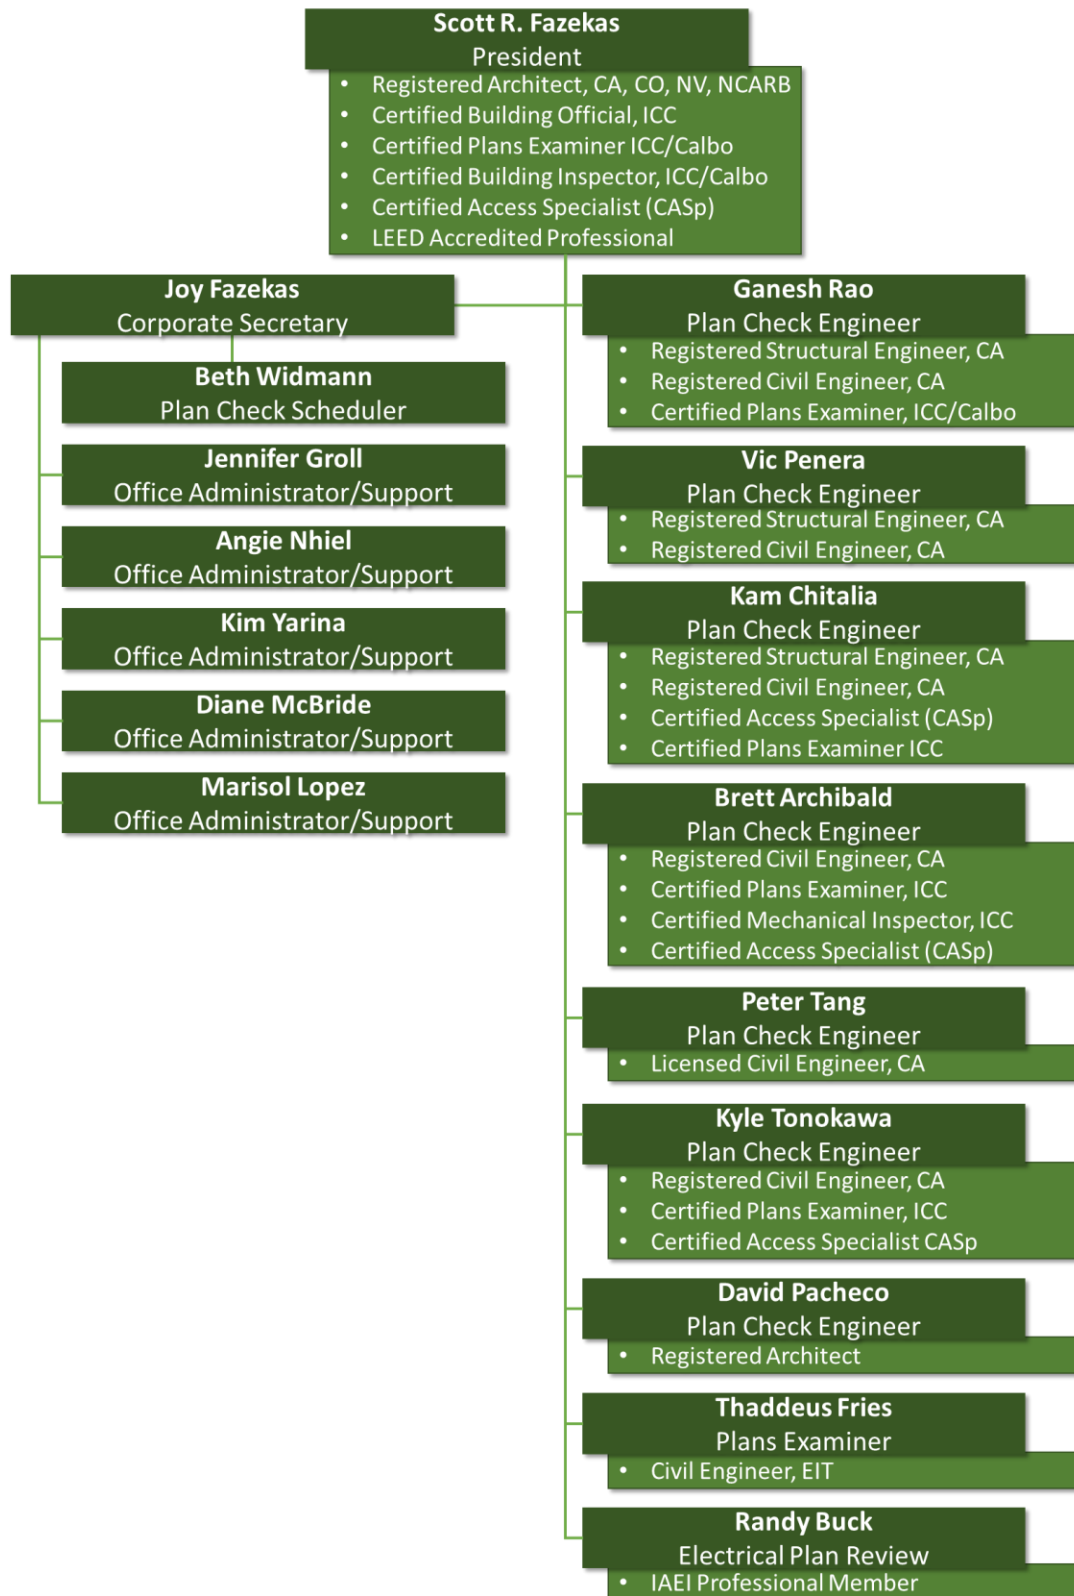 Scott R. Fazekas
President
• Registered Architect, CA, CO, NV, NCARB
• Certified Building Official, ICC
• Certified Plans Examiner ICC/Calbo
• Certified Building Inspector, ICC/Calbo
• Certified Access Specialist (CASp)
• LEED Accredited Professional
Joy Fazekas
Corporate Secretary
Beth Widmann
Plan Check Scheduler
Jennifer Groll
Office Administrator/Support
Angie Nhiel
Office Administrator/Support
Kim Yarina
Office Administrator/Support
Diane McBride
Office Administrator/Support
Marisol Lopez
Office Administrator/Support
Ganesh Rao
Plan Check Engineer
• Registered Structural Engineer, CA
• Registered Civil Engineer, CA
• Certified Plans Examiner, ICC/Calbo
Vic Penera
Plan Check Engineer
• Registered Structural Engineer, CA
• Registered Civil Engineer, CA
Kam Chitalia
Plan Check Engineer
• Registered Structural Engineer, CA
• Registered Civil Engineer, CA
• Certified Access Specialist (CASp)
• Certified Plans Examiner ICC
Brett Archibald
Plan Check Engineer
• Registered Civil Engineer, CA
• Certified Plans Examiner, ICC
• Certified Mechanical Inspector, ICC
• Certified Access Specialist (CASp)
Peter Tang
Plan Check Engineer
• Licensed Civil Engineer, CA
Kyle Tonokawa
Plan Check Engineer
• Registered Civil Engineer, CA
• Certified Plans Examiner, ICC
• Certified Access Specialist CASp
David Pacheco
Plan Check Engineer
• Registered Architect
Thaddeus Fries
Plans Examiner
• Civil Engineer, EIT
Randy Buck
Electrical Plan Review
• IAEI Professional Member